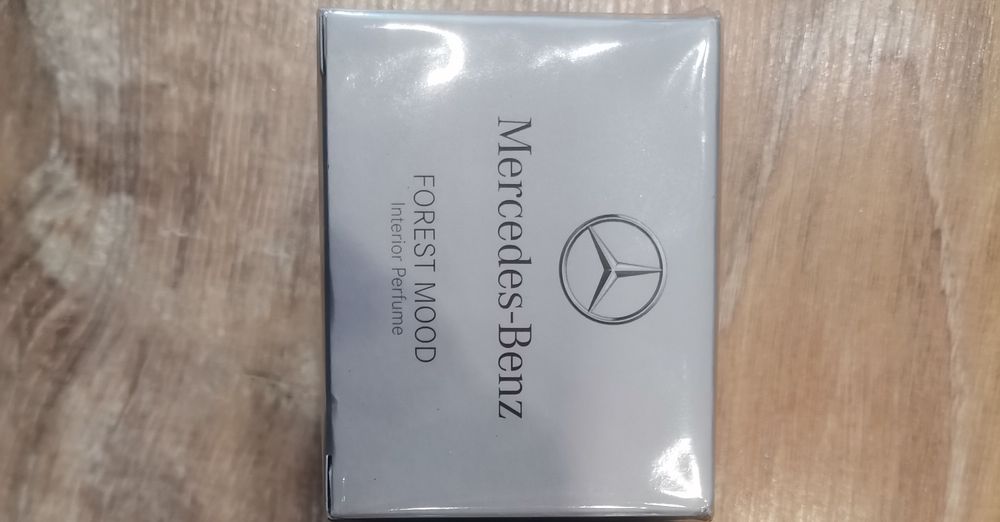 Mercedes-Benz
FOREST MOOD
Interior Perfume